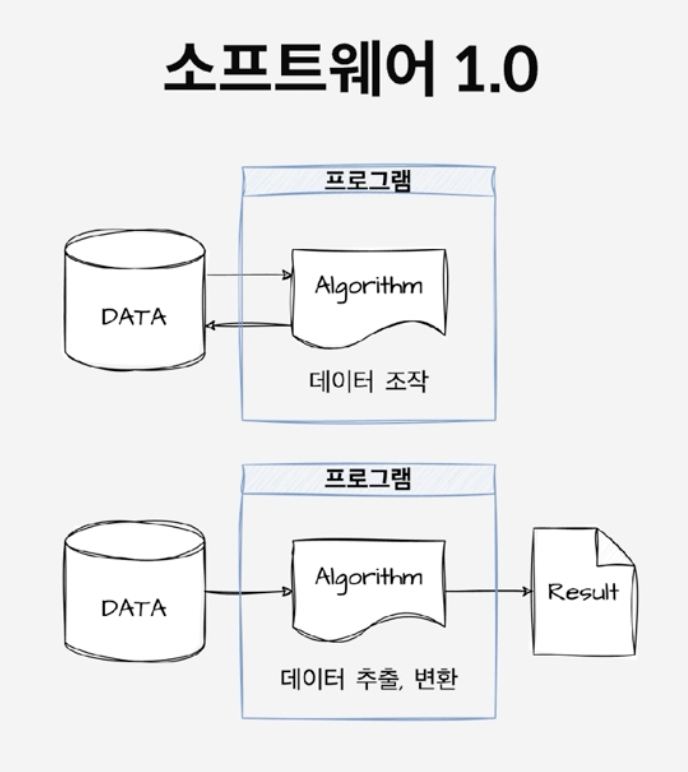 소프트웨어 1.0
프로그램
DATA
Algorithm
데이터 조작
프로그램
DATA
Algorithm
Result
데이터 추출, 변환